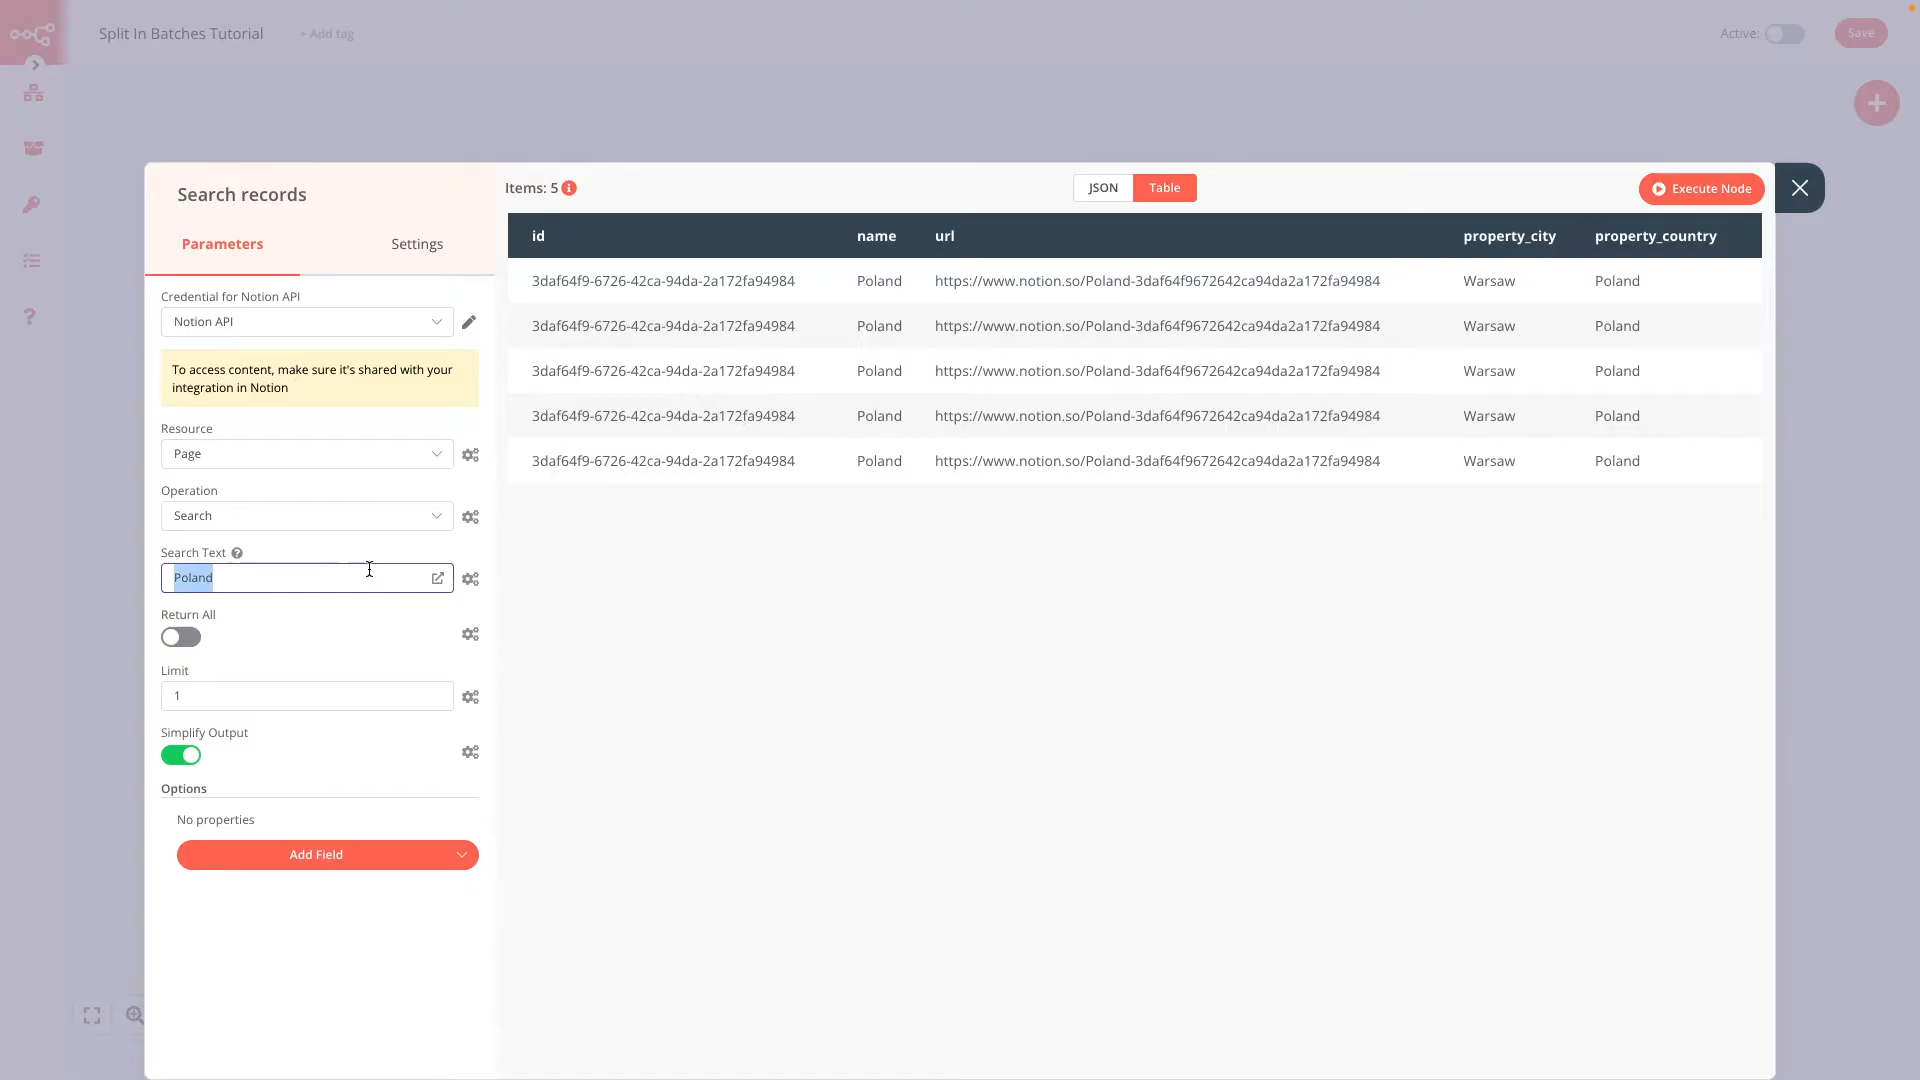 Split In Batches Tutorial
+ Add tag
Active:
Save
Search records
Parameters
Settings
Credential for Notion API
Notion API
To access content, make sure it's shared with your
integration in Notion
Resource
Page
Operation
Search
Search Text
Poland
Return All
Limit
1
Simplify Output
Options
No properties
Add Field
Items: 5
JSON
Table
Execute Node
id name url property_city property_country
3daf64f9-6726-42ca-94da-2a172fa94984 Poland https://www.notion.so/Poland-3daf64f9672642ca94da2a172fa94984 Warsaw Poland
3daf64f9-6726-42ca-94da-2a172fa94984 Poland https://www.notion.so/Poland-3daf64f9672642ca94da2a172fa94984 Warsaw Poland
3daf64f9-6726-42ca-94da-2a172fa94984 Poland https://www.notion.so/Poland-3daf64f9672642ca94da2a172fa94984 Warsaw Poland
3daf64f9-6726-42ca-94da-2a172fa94984 Poland https://www.notion.so/Poland-3daf64f9672642ca94da2a172fa94984 Warsaw Poland
3daf64f9-6726-42ca-94da-2a172fa94984 Poland https://www.notion.so/Poland-3daf64f9672642ca94da2a172fa94984 Warsaw Poland